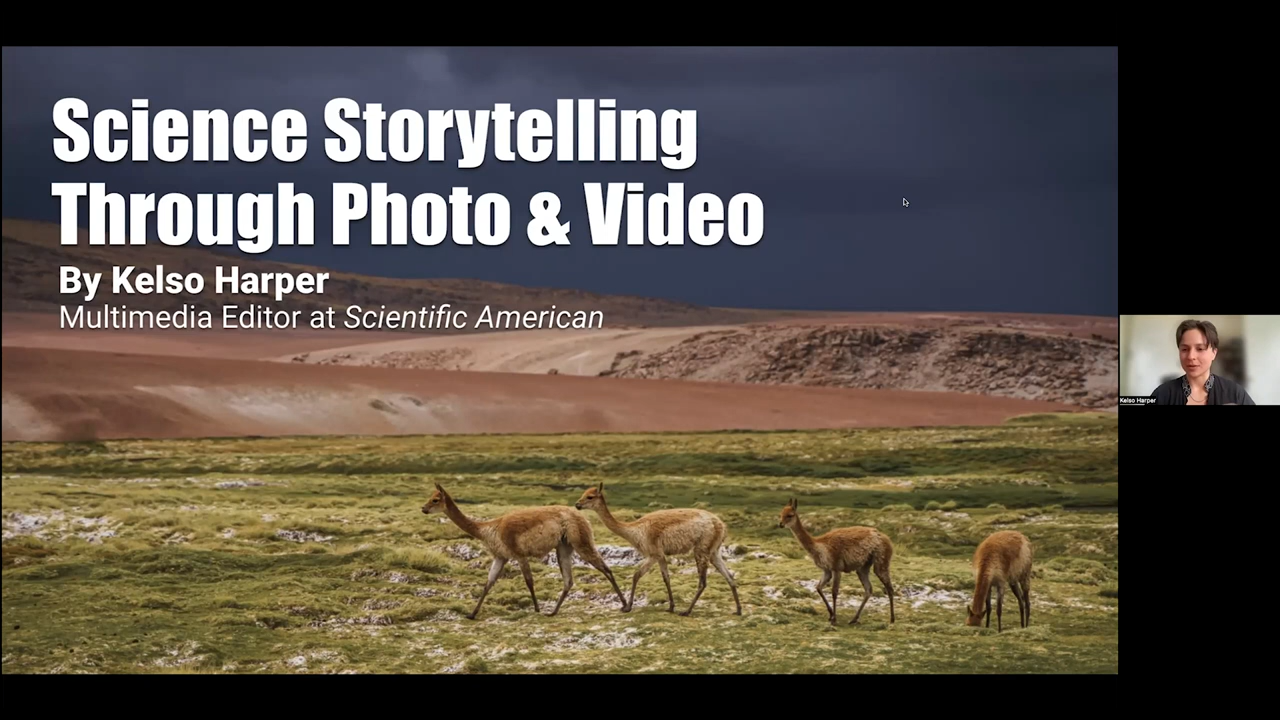 Science Storytelling
Through Photo & Video
By Kelso Harper
Multimedia Editor at Scientific American
Kelso Harper